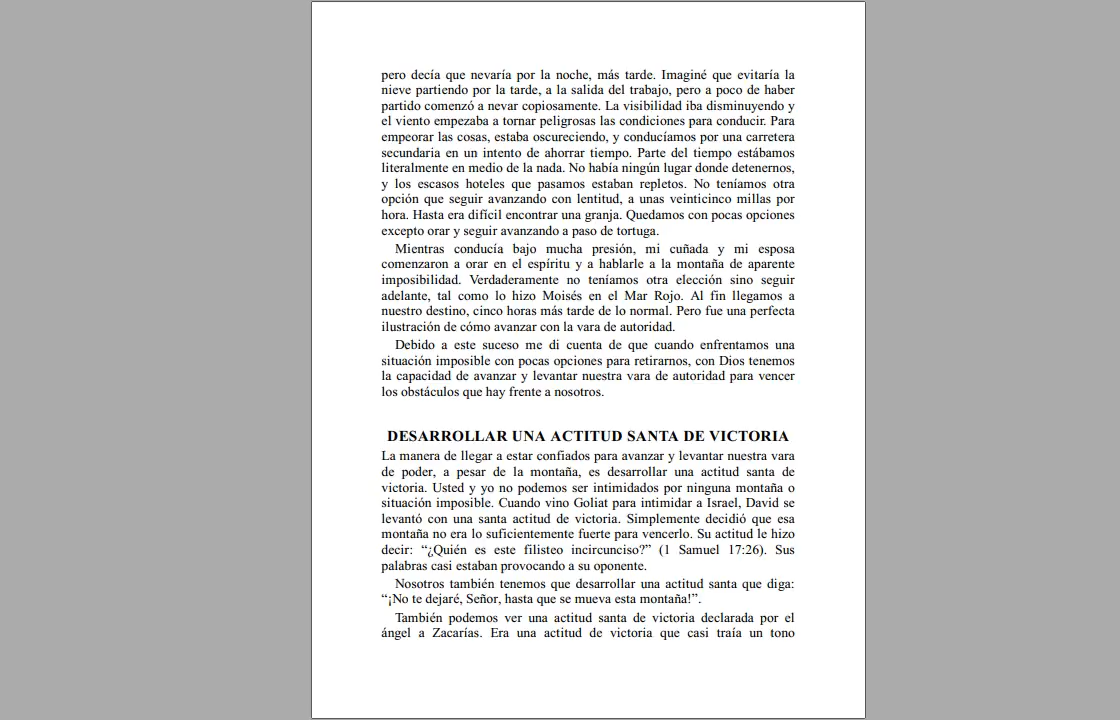 pero decía que nevaría por la noche, más tarde. Imaginé que evitaría la
nieve partiendo por la tarde, a la salida del trabajo, pero a poco de haber
partido comenzó a nevar copiosamente. La visibilidad iba disminuyendo y
el viento empezaba a tornar peligrosas las condiciones para conducir. Para
empeorar las cosas, estaba oscureciendo, y conducíamos por una carretera
secundaria en un intento de ahorrar tiempo. Parte del tiempo estábamos
literalmente en medio de la nada. No había ningún lugar donde detenernos,
y los escasos hoteles que pasamos estaban repletos. No teníamos otra
opción que seguir avanzando con lentitud, a unas veinticinco millas por
hora. Hasta era difícil encontrar una granja. Quedamos con pocas opciones
excepto orar y seguir avanzando a paso de tortuga.
Mientras conducía bajo mucha presión, mi cuñada y mi esposa
comenzaron a orar en el espíritu y a hablarle a la montaña de aparente
imposibilidad. Verdaderamente no teníamos otra elección sino seguir
adelante, tal como lo hizo Moisés en el Mar Rojo. Al fin llegamos a
nuestro destino, cinco horas más tarde de lo normal. Pero fue una perfecta
ilustración de cómo avanzar con la vara de autoridad.
Debido a este suceso me di cuenta de que cuando enfrentamos una
situación imposible con pocas opciones para retirarnos, con Dios tenemos
la capacidad de avanzar y levantar nuestra vara de autoridad para vencer
los obstáculos que hay frente a nosotros.
DESARROLLAR UNA ACTITUD SANTA DE VICTORIA
La manera de llegar a estar confiados para avanzar y levantar nuestra vara
de poder, a pesar de la montaña, es desarrollar una actitud santa de
victoria. Usted y yo no podemos ser intimidados por ninguna montaña o
situación imposible. Cuando vino Goliat para intimidar a Israel, David se
levantó con una santa actitud de victoria. Simplemente decidió que esa
montaña no era lo suficientemente fuerte para vencerlo. Su actitud le hizo
decir: “¿Quién es este filisteo incircunciso?” (1 Samuel 17:26). Sus
palabras casi estaban provocando a su oponente.
Nosotros también tenemos que desarrollar una actitud santa que diga:
“¡No te dejaré, Señor, hasta que se mueva esta montaña!”.
También podemos ver una actitud santa de victoria declarada por el
ángel a Zacarías. Era una actitud de victoria que casi traía un tono